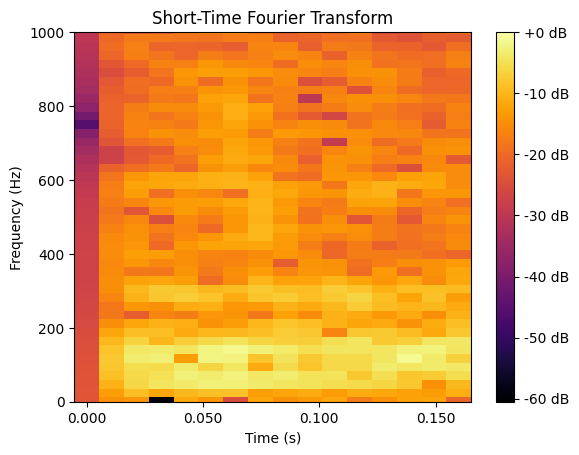 Short-Time Fourier Transform
1000
800
600
400
200
0
Frequency (Hz)
0.000
0.050
0.100
0.150
Time (s)
+0 dB
-10 dB
-20 dB
-30 dB
-40 dB
-50 dB
-60 dB